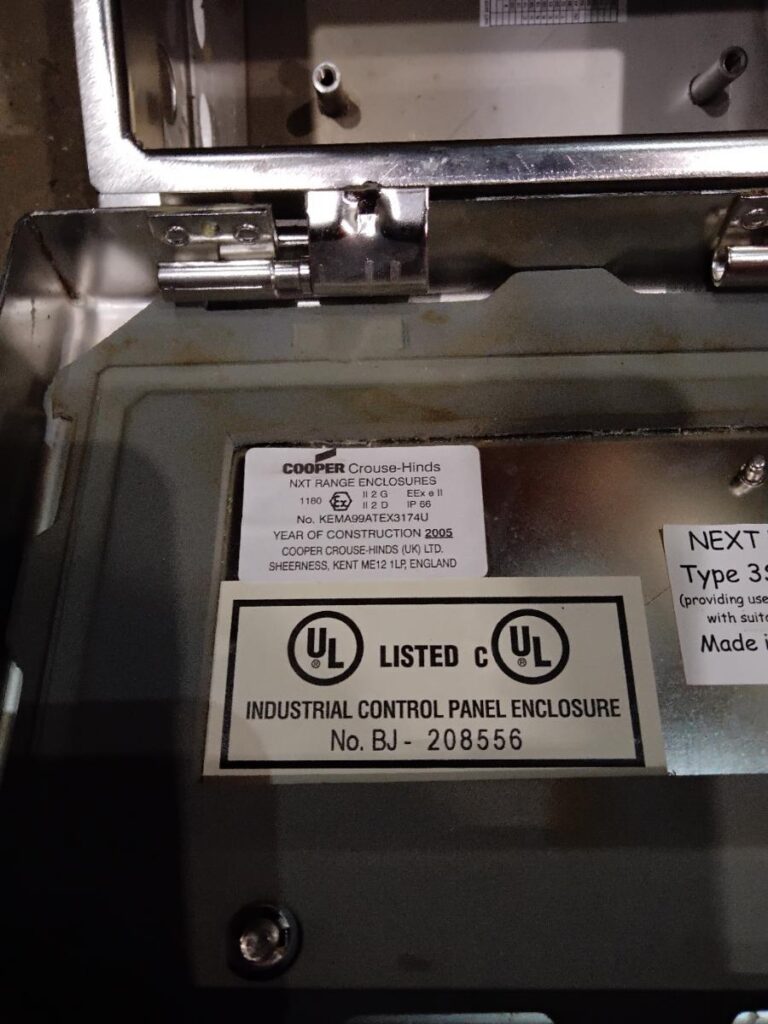 COOPER Crouse-Hinds
NXT RANGE ENCLOSURES
1180 Ex II 2 G EEx e II
II 2 D IP 66
No. KEMA99ATEX3174U
YEAR OF CONSTRUCTION 2005
COOPER CROUSE-HINDS (UK) LTD.
SHEERNESS, KENT ME12 1LP, ENGLAND
UL ® LISTED C UL ®
INDUSTRIAL CONTROL PANEL ENCLOSURE
No. BJ - 208556
NEXT
Type 3S
(providing use
with suit
Made i